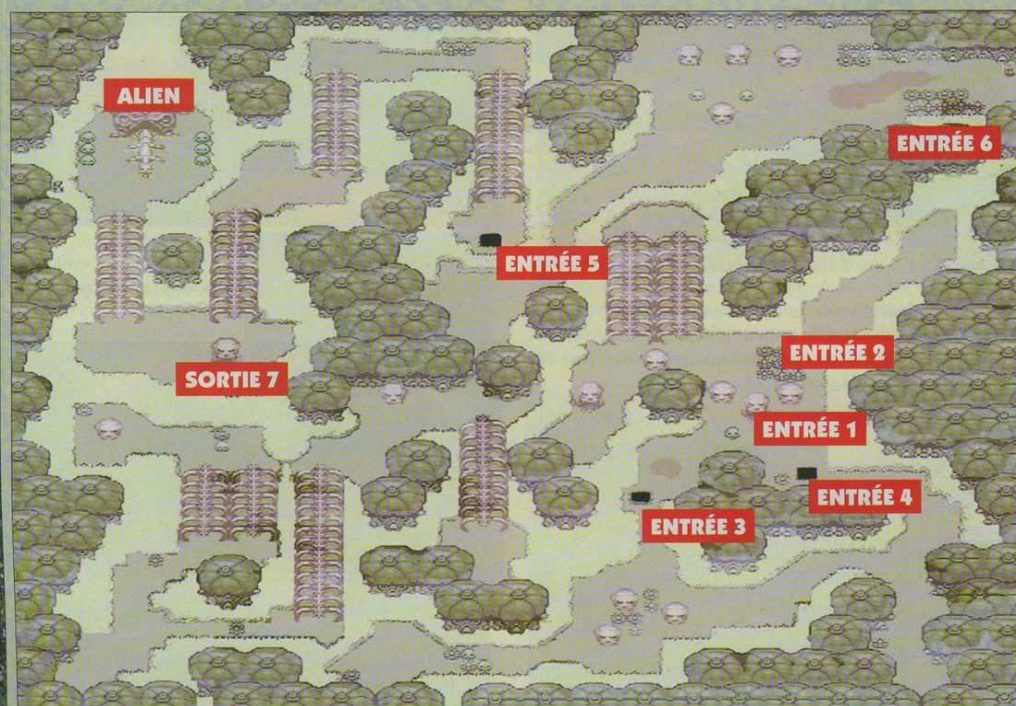 ALIEN
ENTRÉE 6
ENTRÉE 5
ENTRÉE 2
SORTIE 7
ENTRÉE 1
ENTRÉE 4
ENTRÉE 3